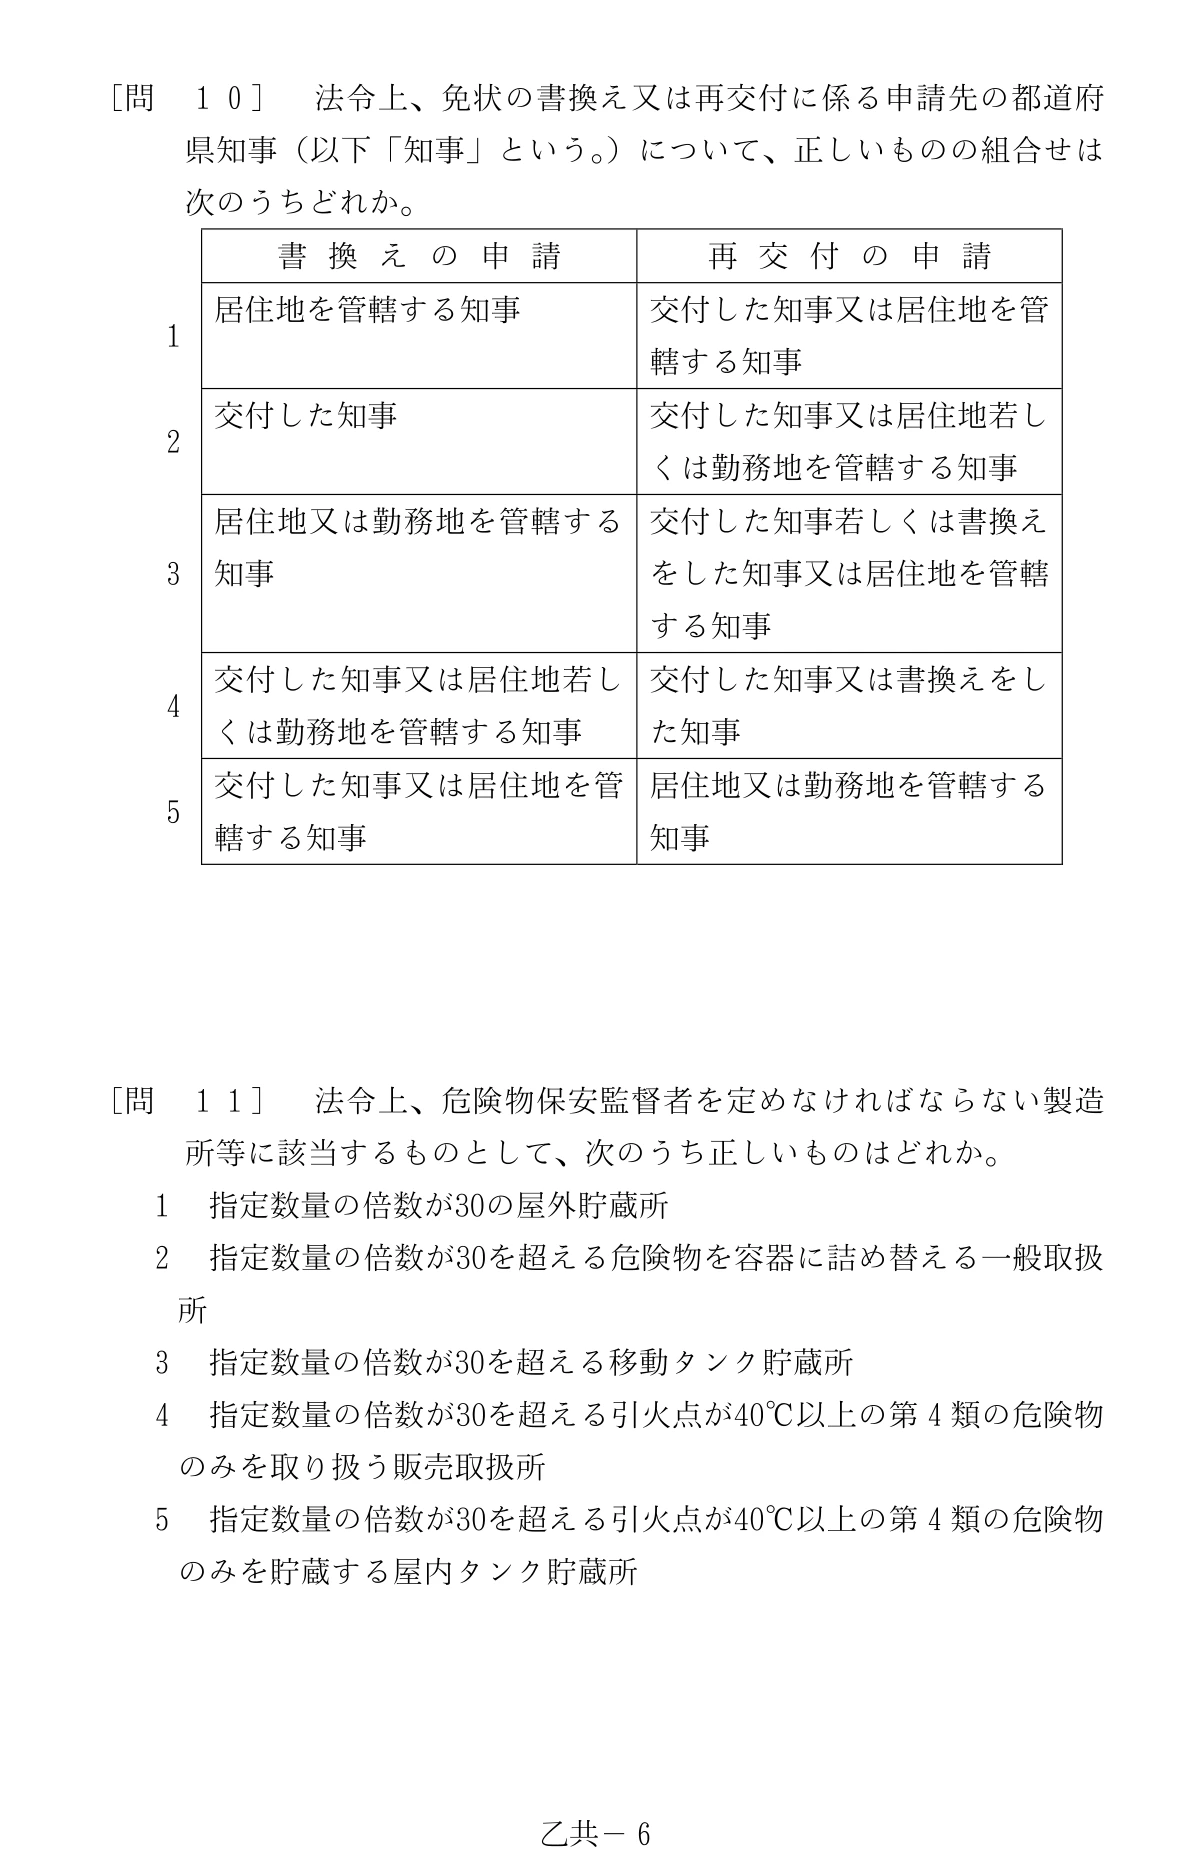 ［問　１０］　法令上、免状の書換え又は再交付に係る申請先の都道府
県知事（以下「知事」という。）について、正しいものの組合せは
次のうちどれか。
書換えの申請　再交付の申請
1　居住地を管轄する知事　交付した知事又は居住地を管
轄する知事
2　交付した知事　交付した知事又は居住地若し
くは勤務地を管轄する知事
3　居住地又は勤務地を管轄する　交付した知事若しくは書換え
知事　をした知事又は居住地を管轄
する知事
4　交付した知事又は居住地若し　交付した知事又は書換えをし
くは勤務地を管轄する知事　た知事
5　交付した知事又は居住地を管　居住地又は勤務地を管轄する
轄する知事　知事
［問　１１］　法令上、危険物保安監督者を定めなければならない製造
所等に該当するものとして、次のうち正しいものはどれか。
1　指定数量の倍数が30の屋外貯蔵所
2　指定数量の倍数が30を超える危険物を容器に詰め替える一般取扱
所
3　指定数量の倍数が30を超える移動タンク貯蔵所
4　指定数量の倍数が30を超える引火点が40℃以上の第４類の危険物
のみを取り扱う販売取扱所
5　指定数量の倍数が30を超える引火点が40℃以上の第４類の危険物
のみを貯蔵する屋内タンク貯蔵所
乙共－6